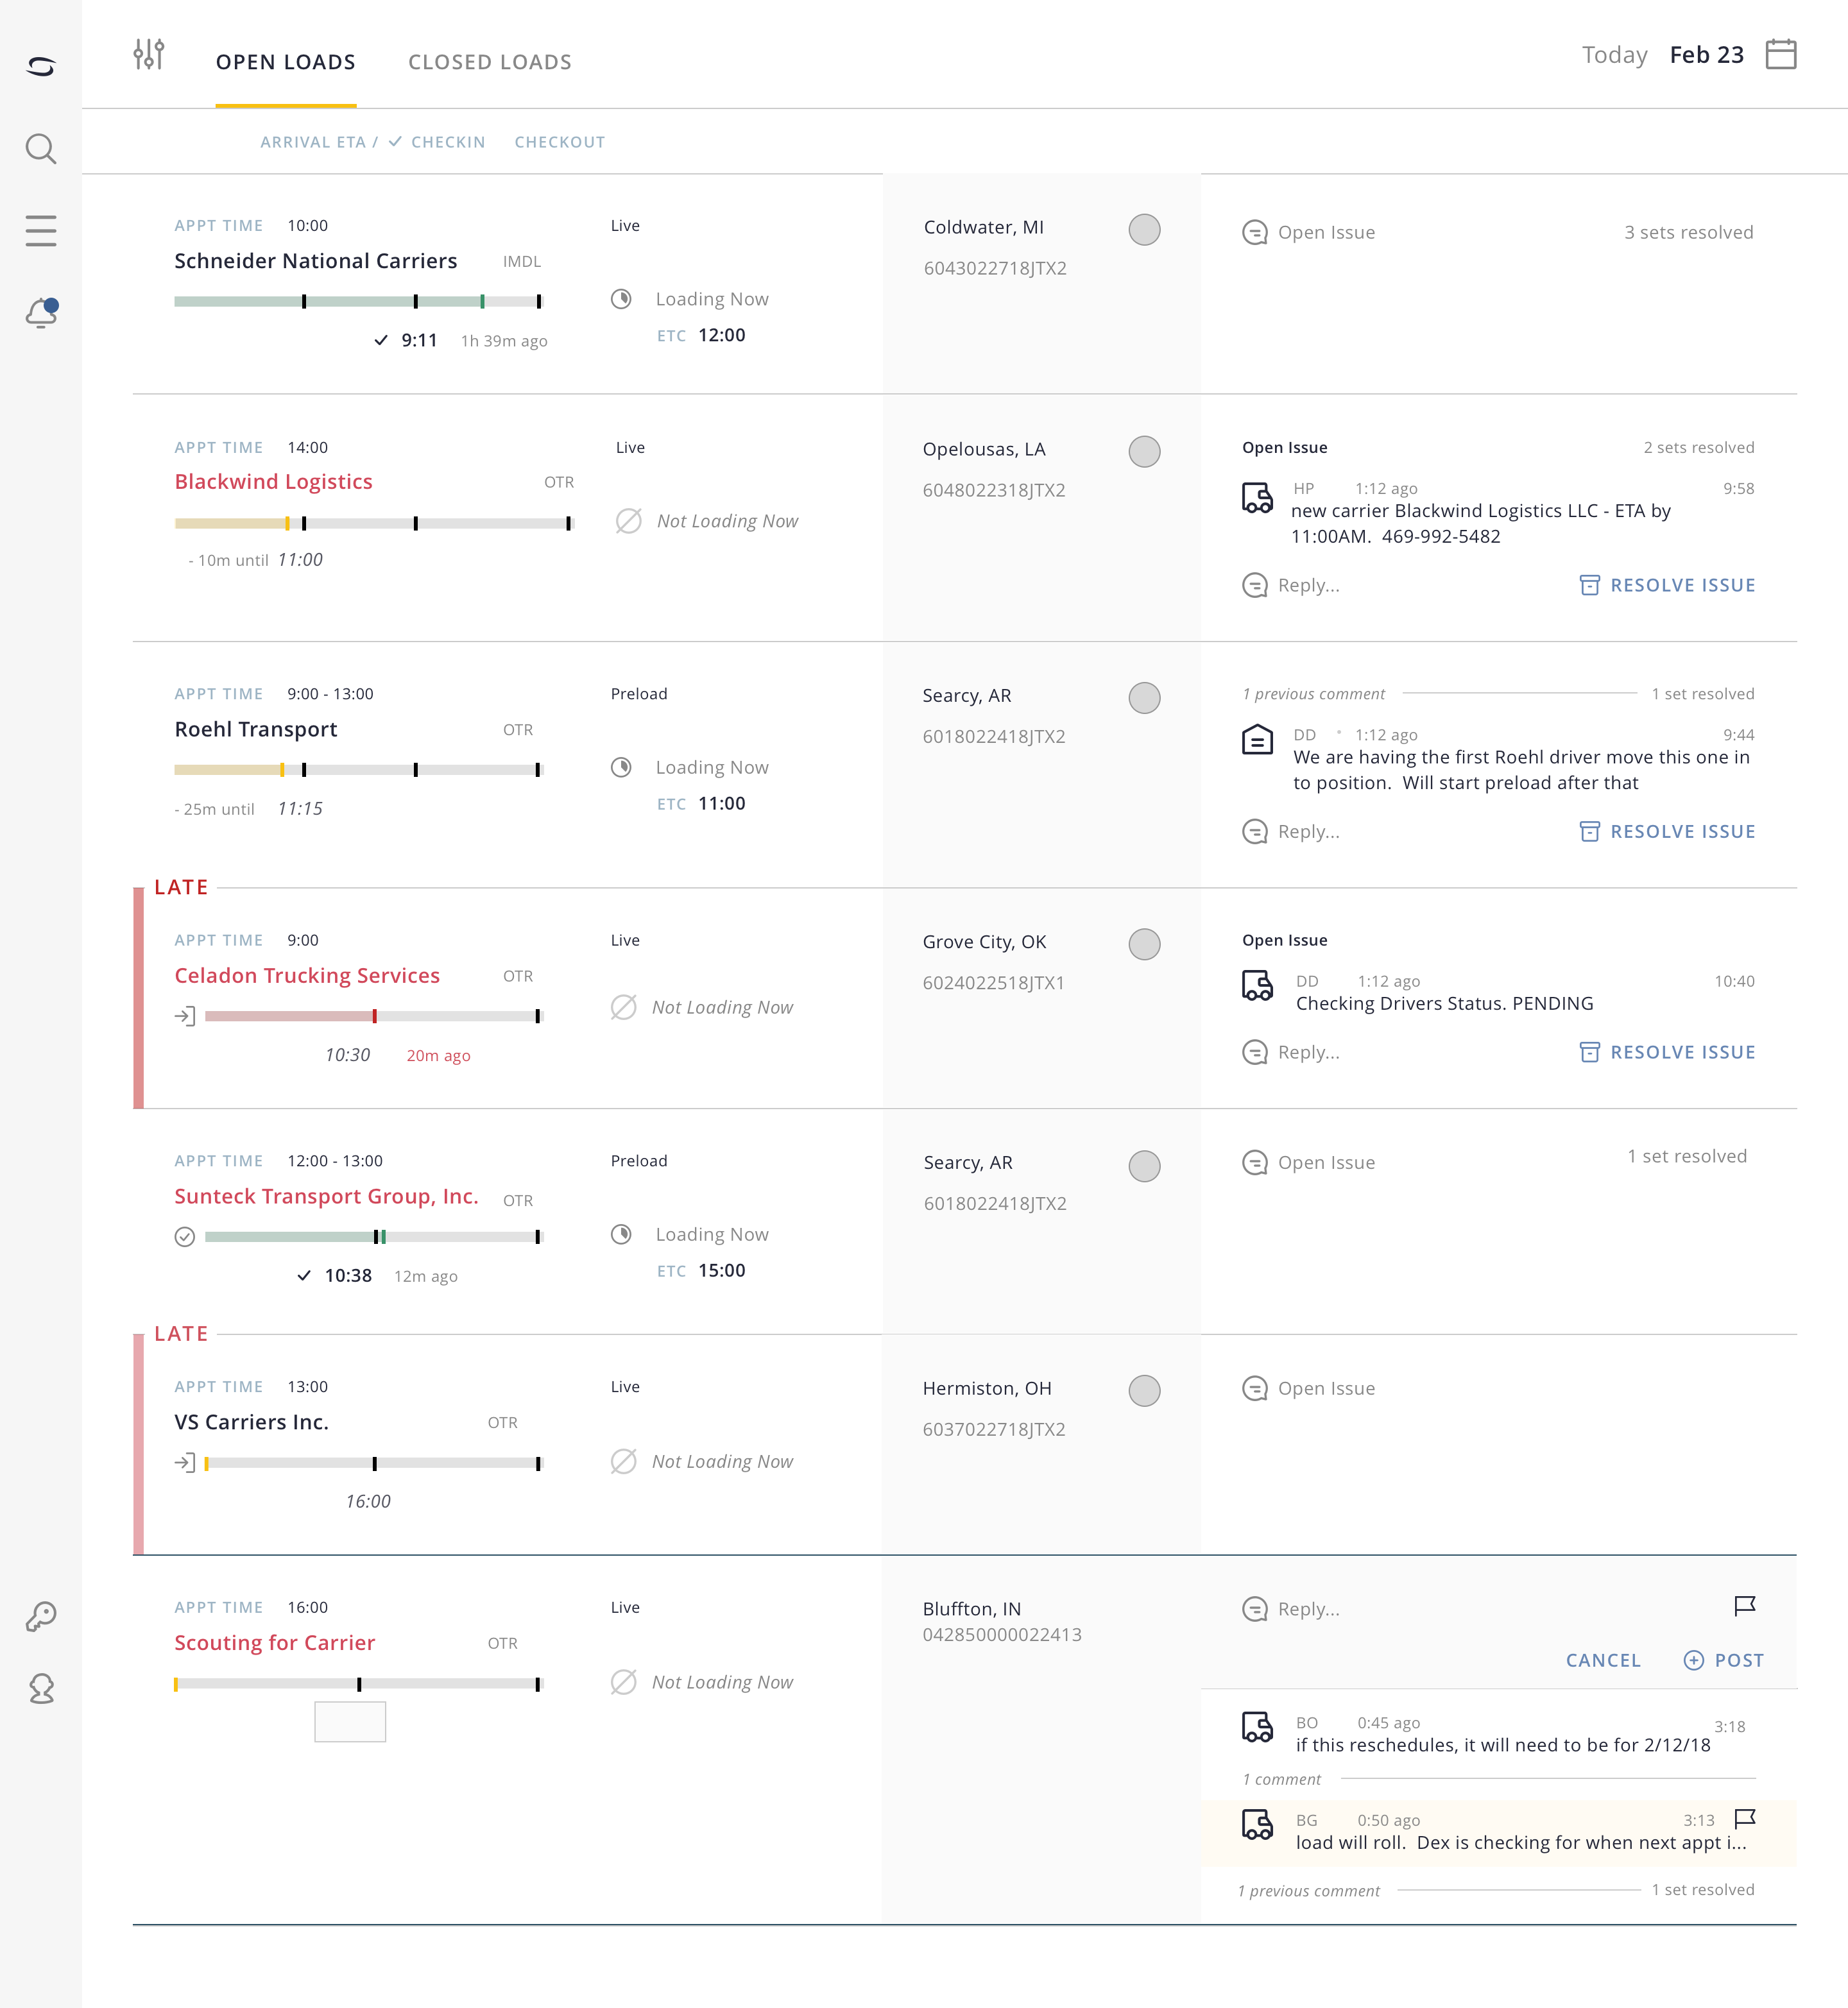 OPEN LOADS
CLOSED LOADS
Today Feb 23
ARRIVAL ETA / CHECKIN CHECKOUT
APPT TIME 10:00
Schneider National Carriers IMDL
9:11 1h 39m ago
Live
Loading Now
ETC 12:00
Coldwater, MI
6043022718JTX2
Open Issue
3 sets resolved
APPT TIME 14:00
Blackwind Logistics OTR
- 10m until 11:00
Live
Not Loading Now
Opelousas, LA
6048022318JTX2
Open Issue
2 sets resolved
HP 1:12 ago 9:58
new carrier Blackwind Logistics LLC - ETA by
11:00AM. 469-992-5482
Reply...
RESOLVE ISSUE
APPT TIME 9:00 - 13:00
Roehl Transport OTR
- 25m until 11:15
Preload
Loading Now
ETC 11:00
Searcy, AR
6018022418JTX2
1 previous comment
1 set resolved
DD 1:12 ago 9:44
We are having the first Roehl driver move this one in
to position. Will start preload after that
Reply...
RESOLVE ISSUE
LATE
APPT TIME 9:00
Celadon Trucking Services OTR
10:30 20m ago
Live
Not Loading Now
Grove City, OK
6024022518JTX1
Open Issue
DD 1:12 ago 10:40
Checking Drivers Status. PENDING
Reply...
RESOLVE ISSUE
APPT TIME 12:00 - 13:00
Sunteck Transport Group, Inc. OTR
10:38 12m ago
Preload
Loading Now
ETC 15:00
Searcy, AR
6018022418JTX2
Open Issue
1 set resolved
LATE
APPT TIME 13:00
VS Carriers Inc. OTR
16:00
Live
Not Loading Now
Hermiston, OH
6037022718JTX2
Open Issue
APPT TIME 16:00
Scouting for Carrier OTR
Live
Not Loading Now
Bluffton, IN
042850000022413
Reply...
CANCEL
POST
BO 0:45 ago 3:18
if this reschedules, it will need to be for 2/12/18
1 comment
BG 0:50 ago 3:13
load will roll. Dex is checking for when next appt i...
1 previous comment
1 set resolved